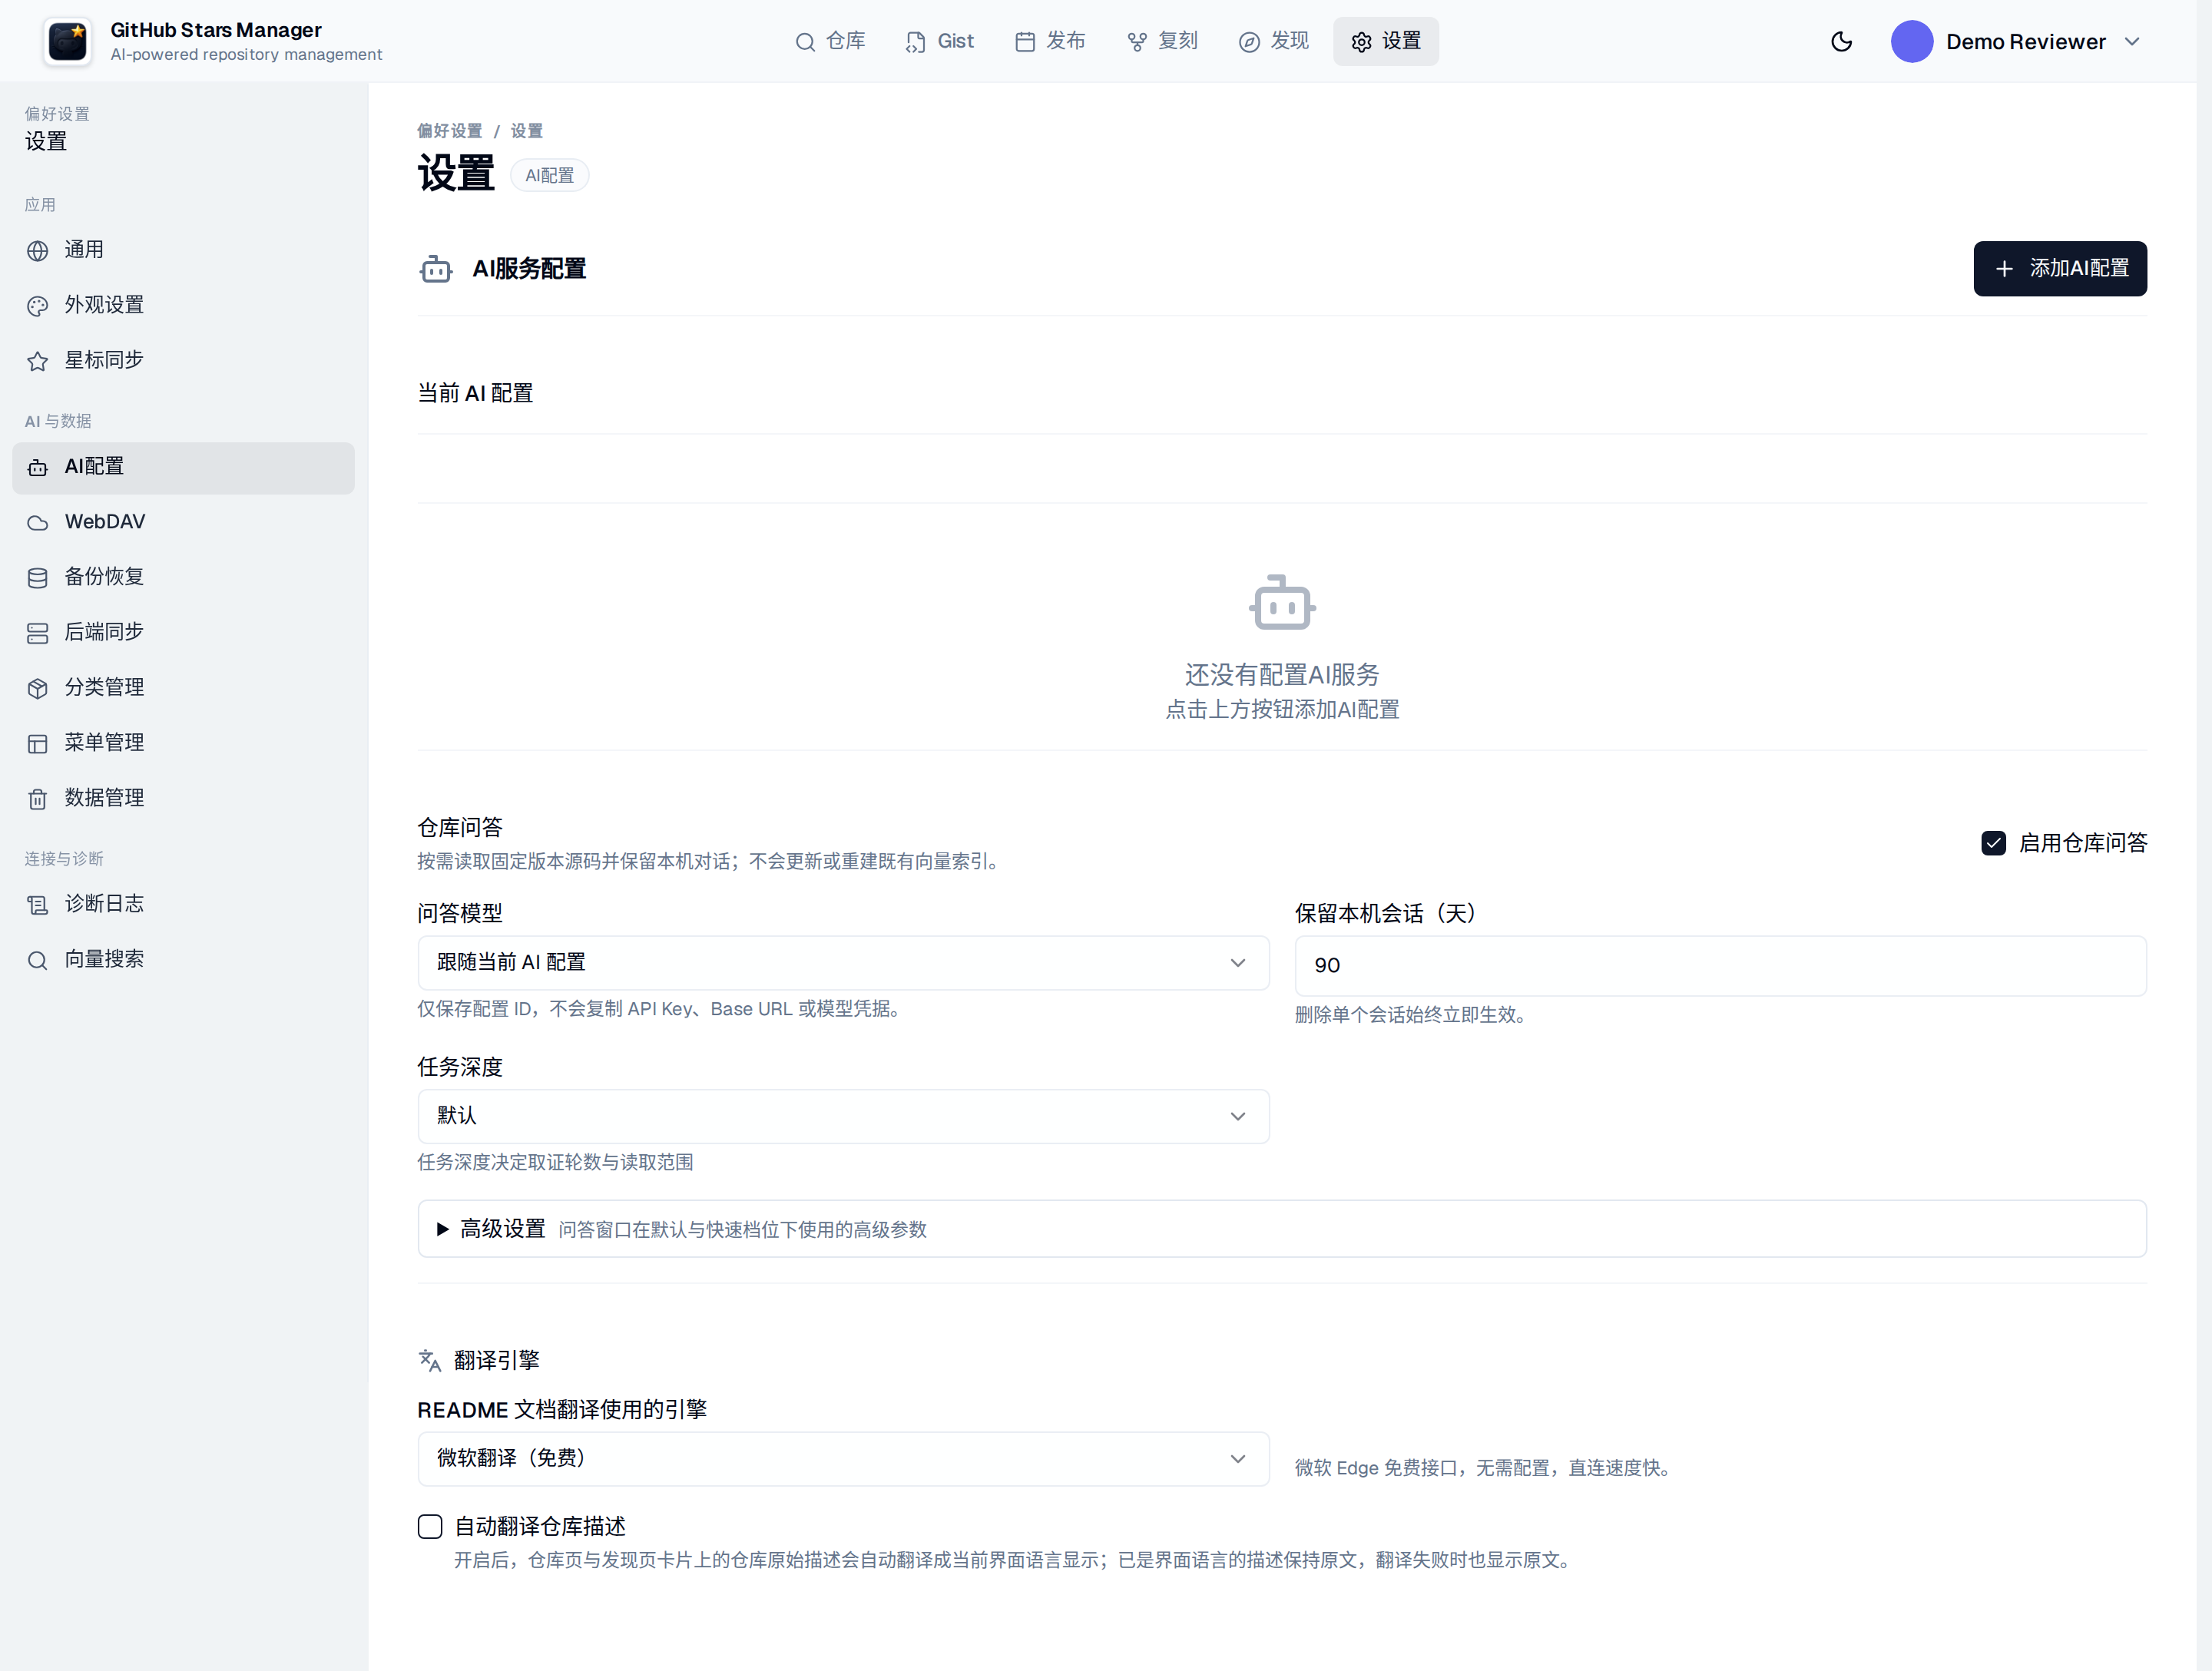 GitHub Stars Manager
AI-powered repository management
仓库
Gist
发布
复刻
发现
设置
Demo Reviewer
偏好设置
设置
应用
通用
外观设置
星标同步
AI 与数据
AI配置
WebDAV
备份恢复
后端同步
分类管理
菜单管理
数据管理
连接与诊断
诊断日志
向量搜索
偏好设置 / 设置
设置
AI配置
AI服务配置
添加AI配置
当前 AI 配置
还没有配置AI服务
点击上方按钮添加AI配置
仓库问答
按需读取固定版本源码并保留本机对话；不会更新或重建既有向量索引。
启用仓库问答
问答模型
跟随当前 AI 配置
仅保存配置 ID，不会复制 API Key、Base URL 或模型凭据。
保留本机会话（天）
90
删除单个会话始终立即生效。
任务深度
默认
任务深度决定取证轮数与读取范围
高级设置 问答窗口在默认与快速档位下使用的高级参数
翻译引擎
README 文档翻译使用的引擎
微软翻译（免费）
微软 Edge 免费接口，无需配置，直连速度快。
自动翻译仓库描述
开启后，仓库页与发现页卡片上的仓库原始描述会自动翻译成当前界面语言显示；已是界面语言的描述保持原文，翻译失败时也显示原文。